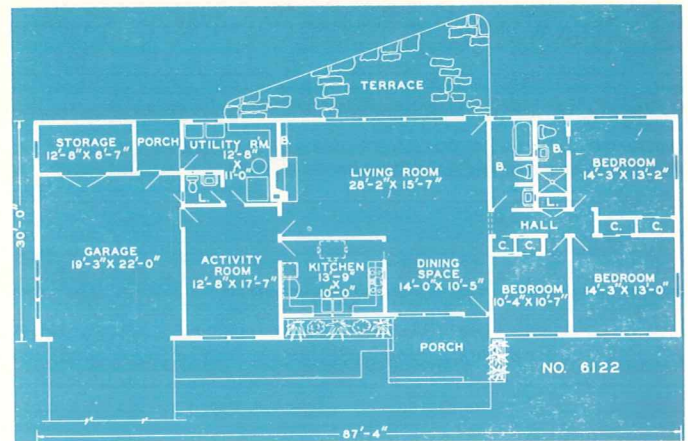 TERRACE
STORAGE
12'-8" X 6'-7"
PORCH
UTILITY RM.
12'-8"
X
11'-0"
B.
LIVING ROOM
28'-2" X 15'-7"
B.
B.
BEDROOM
14'-3" X 13'-2"
L.
L.
HALL
C.
C.
C.
C.
30'-0"
GARAGE
19'-3" X 22'-0"
ACTIVITY
ROOM
12'-8" X 17'-7"
KITCHEN
13'-9"
X
10'-0"
DINING
SPACE
14'-0" X 10'-5"
BEDROOM
10'-4" X 10'-7"
BEDROOM
14'-3" X 13'-0"
PORCH
NO. 6122
87'-4"